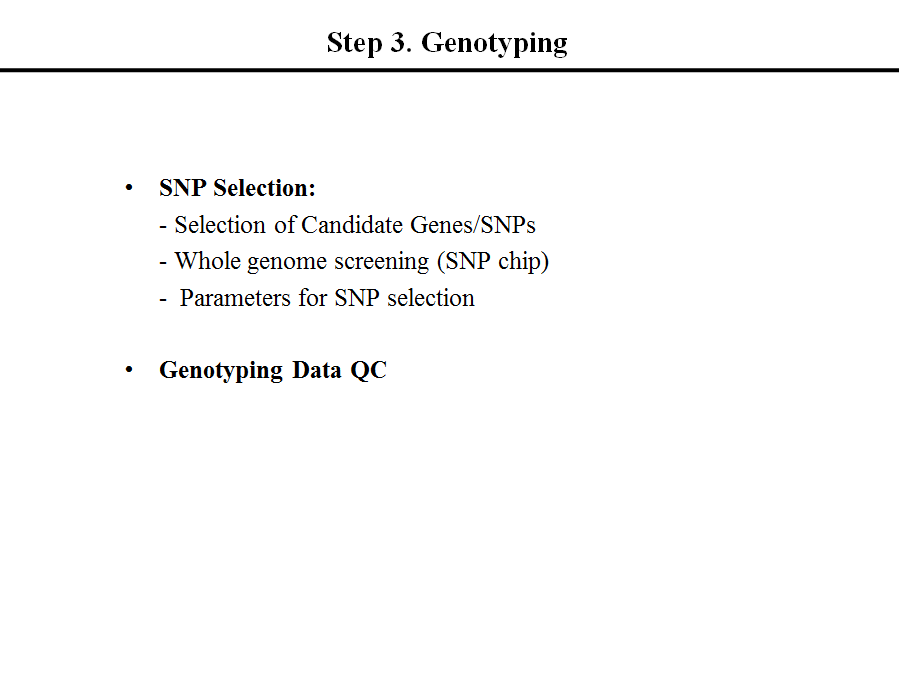 Step 3. Genotyping
• SNP Selection:
- Selection of Candidate Genes/SNPs
- Whole genome screening (SNP chip)
- Parameters for SNP selection
• Genotyping Data QC